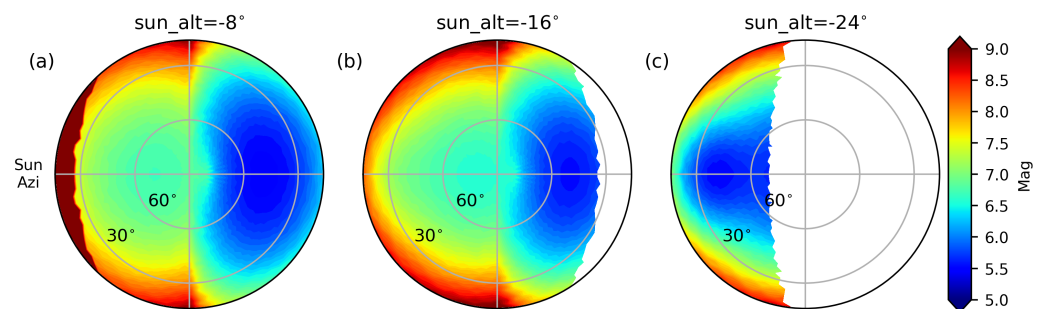 sun_alt=-8°
sun_alt=-16°
sun_alt=-24°
(a)
(b)
(c)
Sun
Azi
60°
30°
60°
30°
60°
30°
9.0
8.5
8.0
7.5
7.0
6.5
6.0
5.5
5.0
Mag